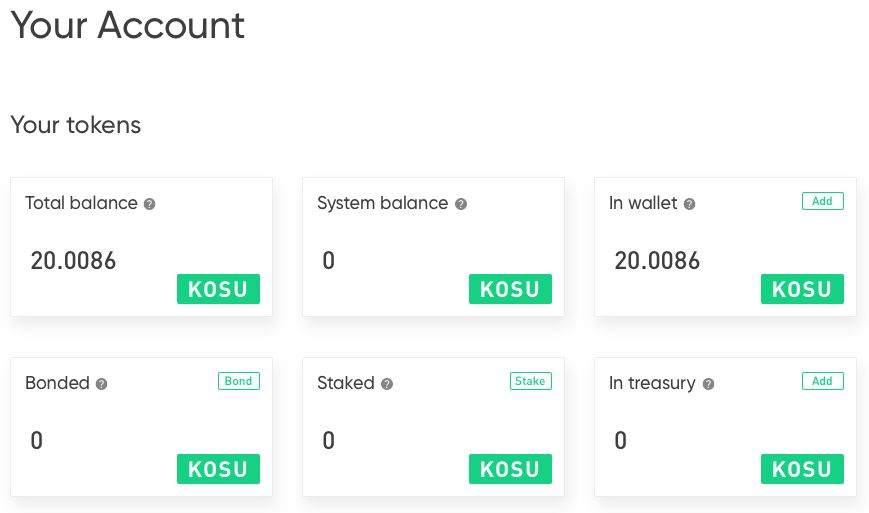 Your Account
Your tokens
Total balance ?
20.0086
KOSU
System balance ?
0
KOSU
In wallet ?
Add
20.0086
KOSU
Bonded ?
Bond
0
KOSU
Staked ?
Stake
0
KOSU
In treasury ?
Add
0
KOSU